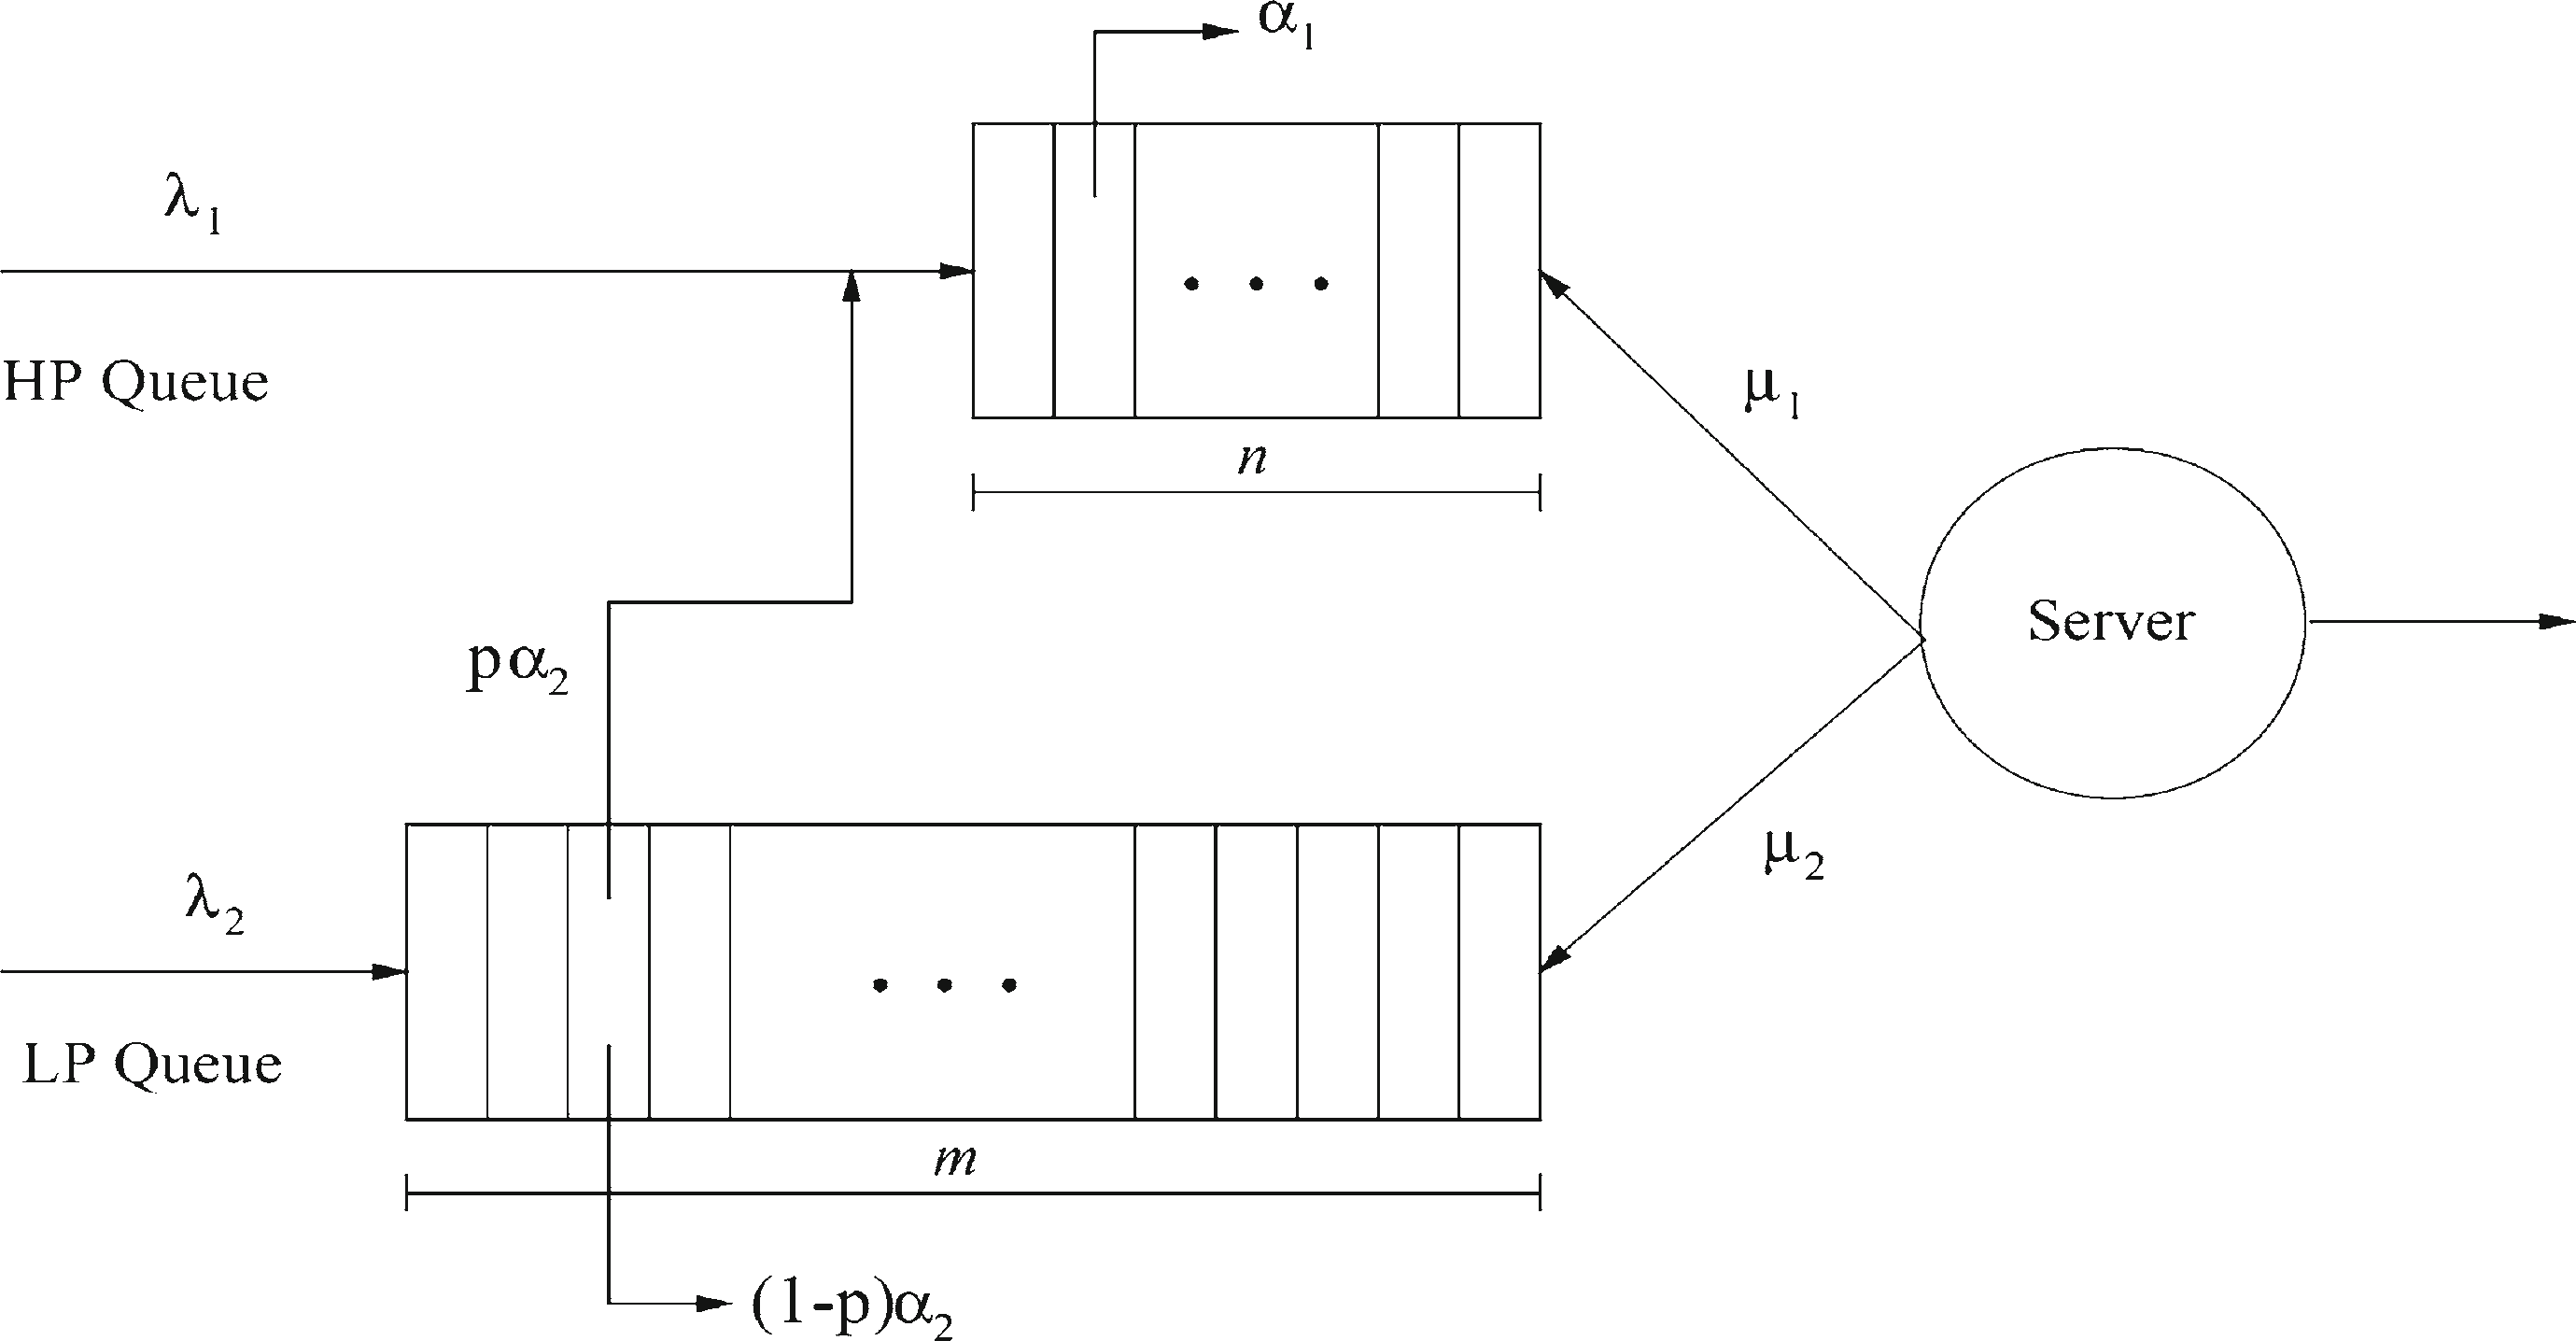 α₁
λ₁
HP Queue
n
μ₁
Server
pα₂
λ₂
μ₂
LP Queue
m
(1-p)α₂